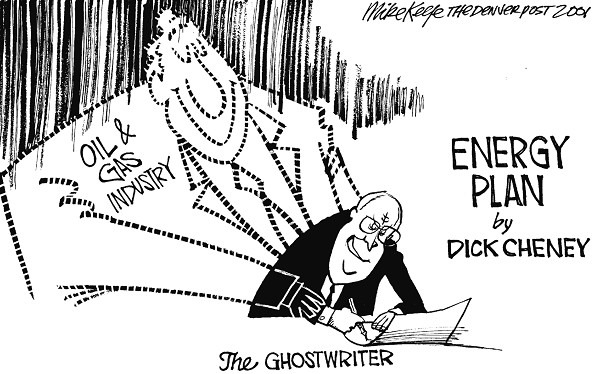 Mike Keefe THE DENVER POST 2001
OIL &
GAS
INDUSTRY
ENERGY
PLAN
by
DICK CHENEY
The GHOSTWRITER